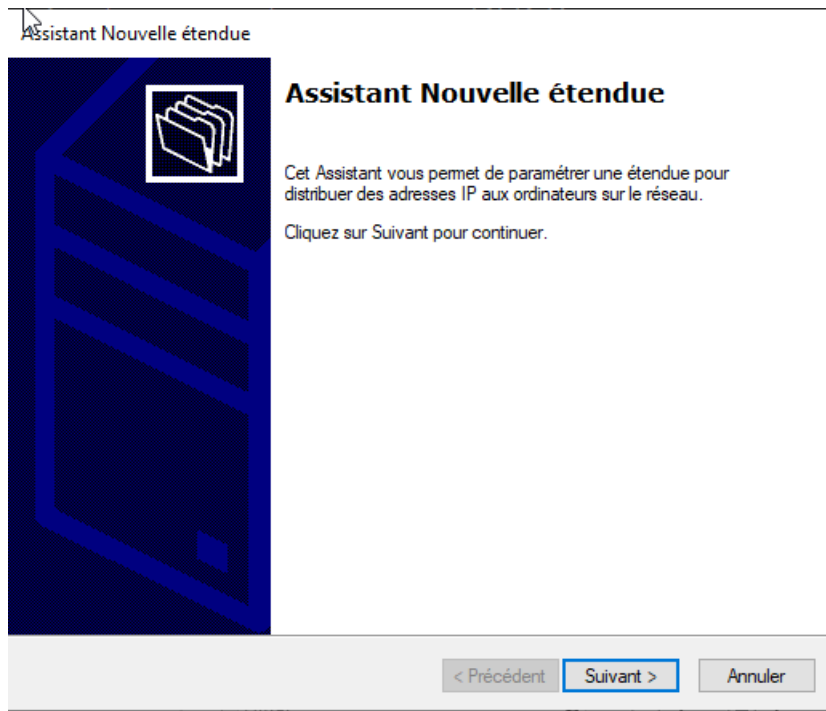 Assistant Nouvelle étendue
Assistant Nouvelle étendue
Cet Assistant vous permet de paramétrer une étendue pour
distribuer des adresses IP aux ordinateurs sur le réseau.
Cliquez sur Suivant pour continuer.
< Précédent
Suivant >
Annuler